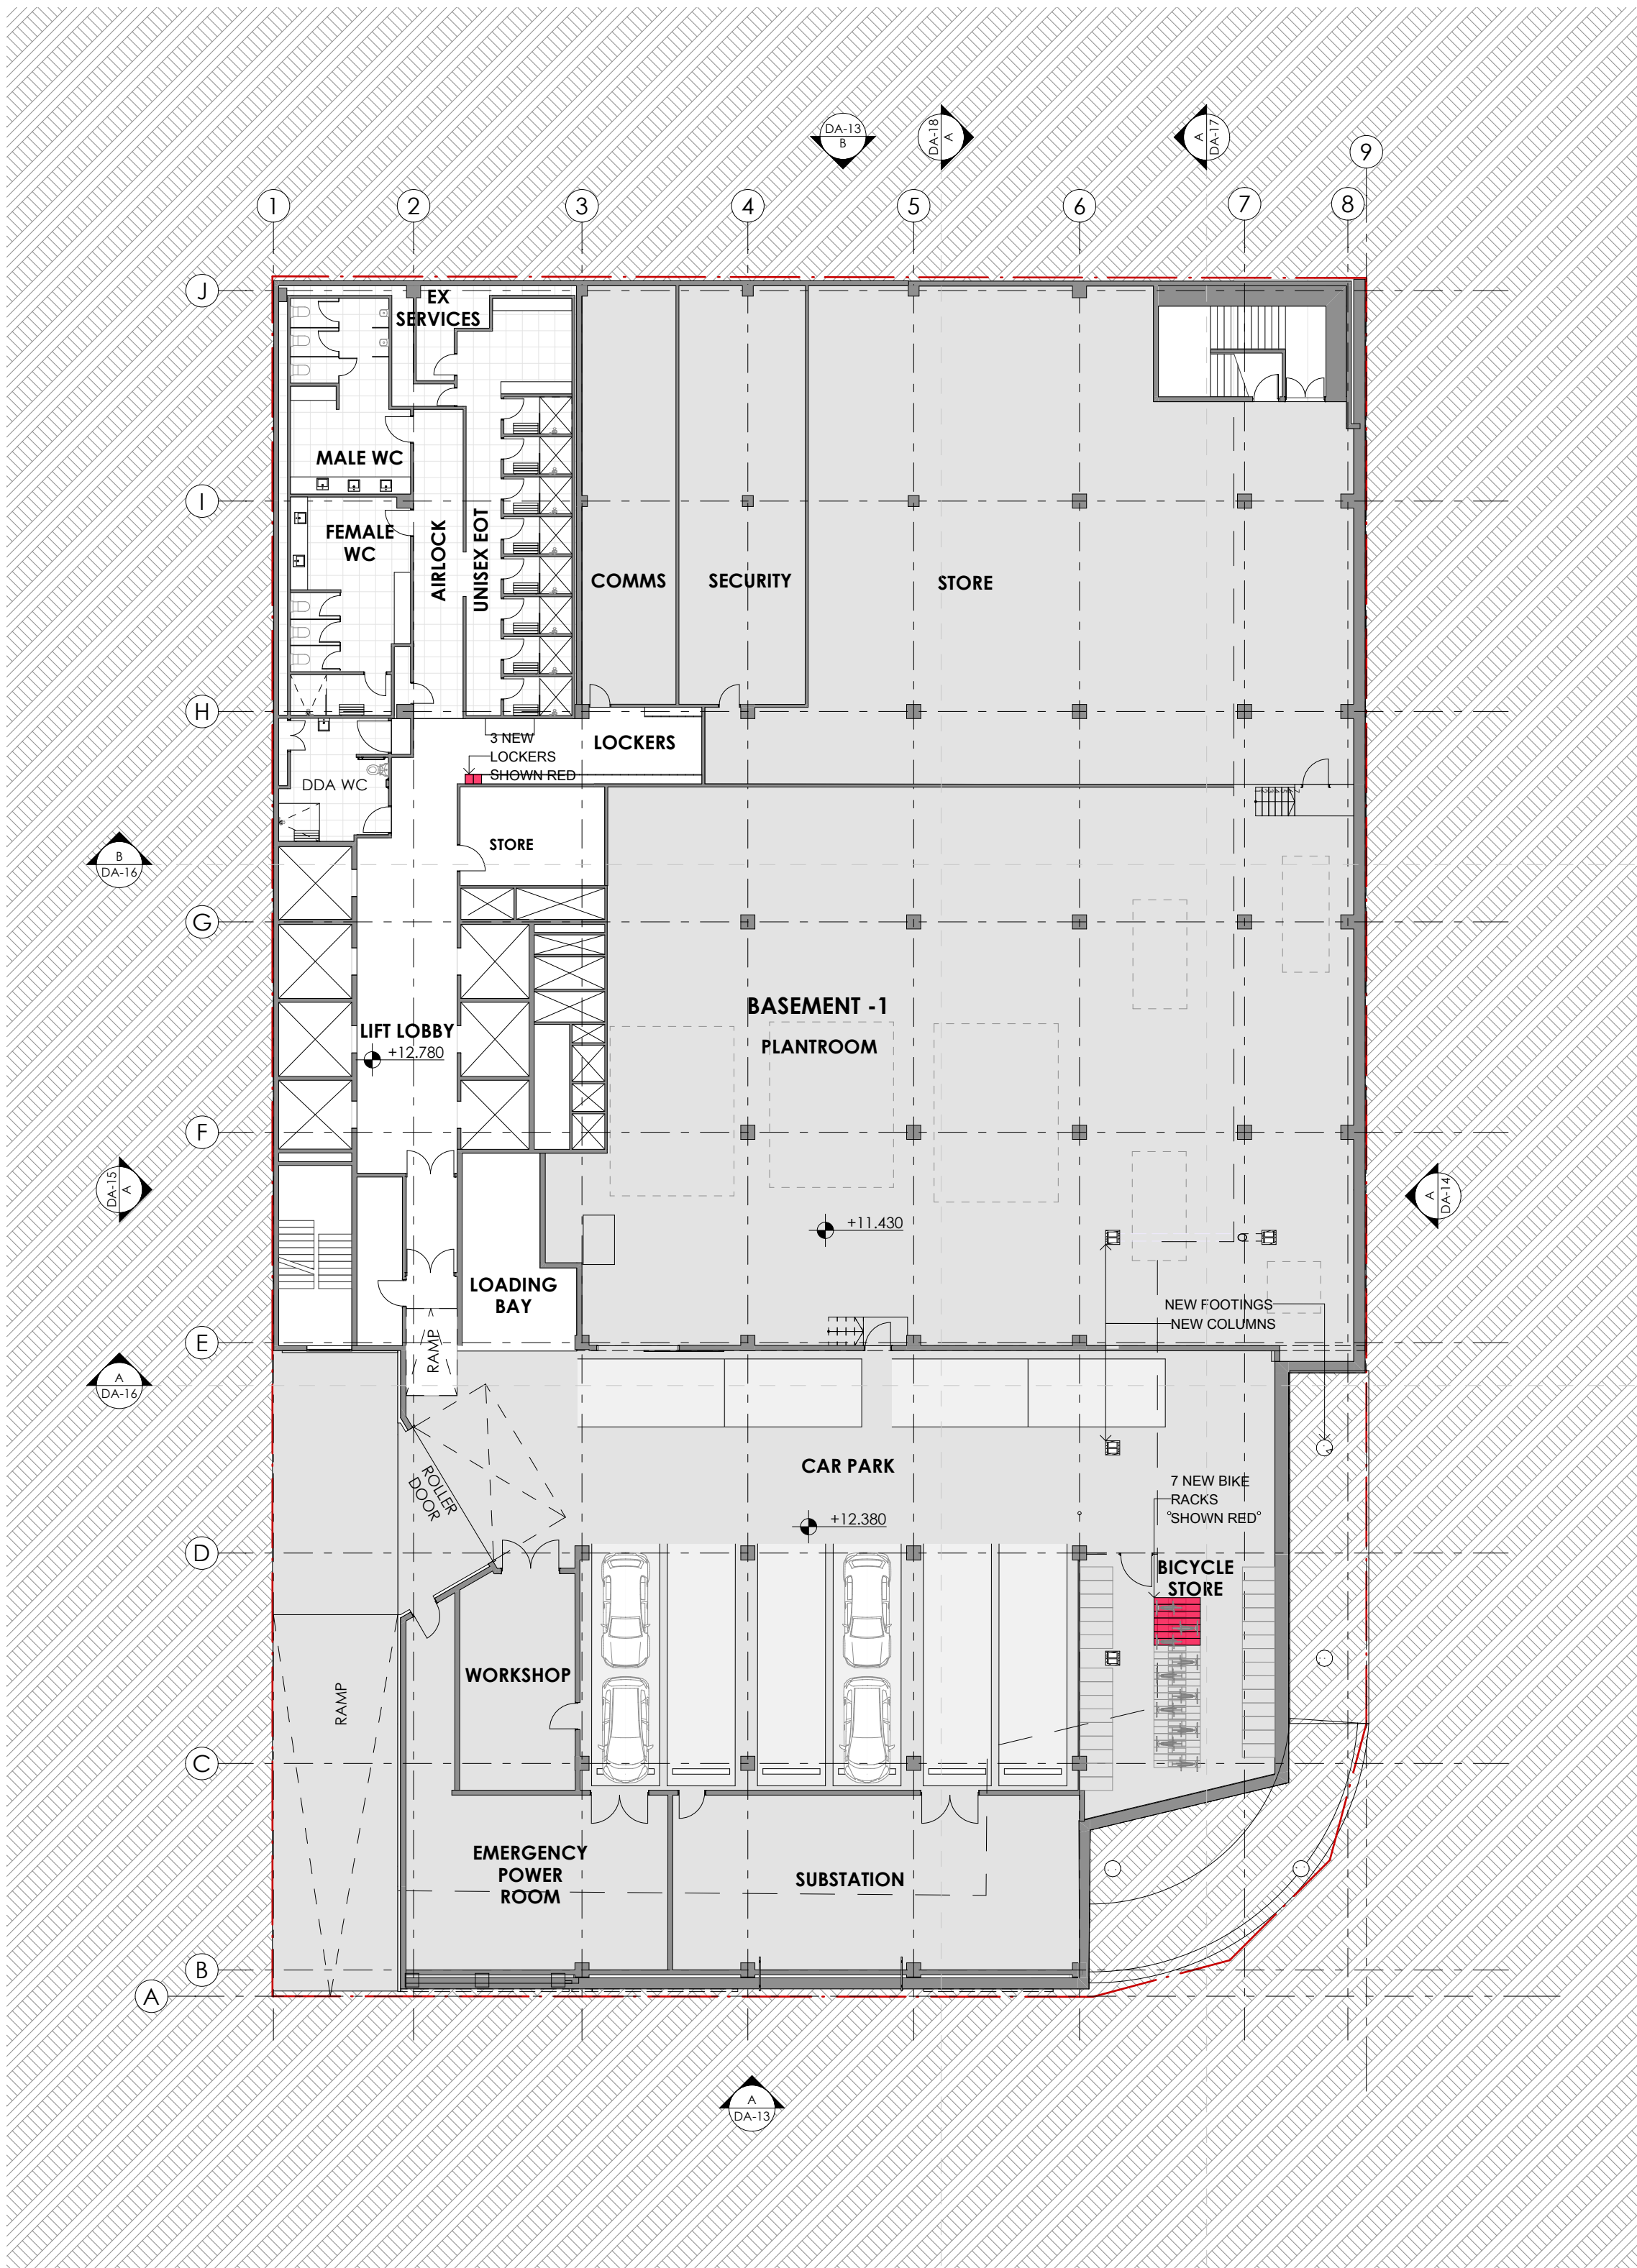 DA-13
B
DA-18
A
A
DA-17
9
1
2
3
4
5
6
7
8
J
EX
SERVICES
MALE WC
I
FEMALE
WC
AIRLOCK
UNISEX EOT
COMMS
SECURITY
STORE
H
3 NEW
LOCKERS
SHOWN RED
LOCKERS
DDA WC
STORE
B
DA-16
G
BASEMENT -1
PLANTROOM
LIFT LOBBY
+12.780
F
DA-15
A
A
DA-14
+11.430
LOADING
BAY
NEW FOOTINGS
NEW COLUMNS
E
RAMP
A
DA-16
CAR PARK
ROLLER
DOOR
7 NEW BIKE
RACKS
SHOWN RED
+12.380
D
BICYCLE
STORE
WORKSHOP
RAMP
C
EMERGENCY
POWER
ROOM
SUBSTATION
B
A
A
DA-13